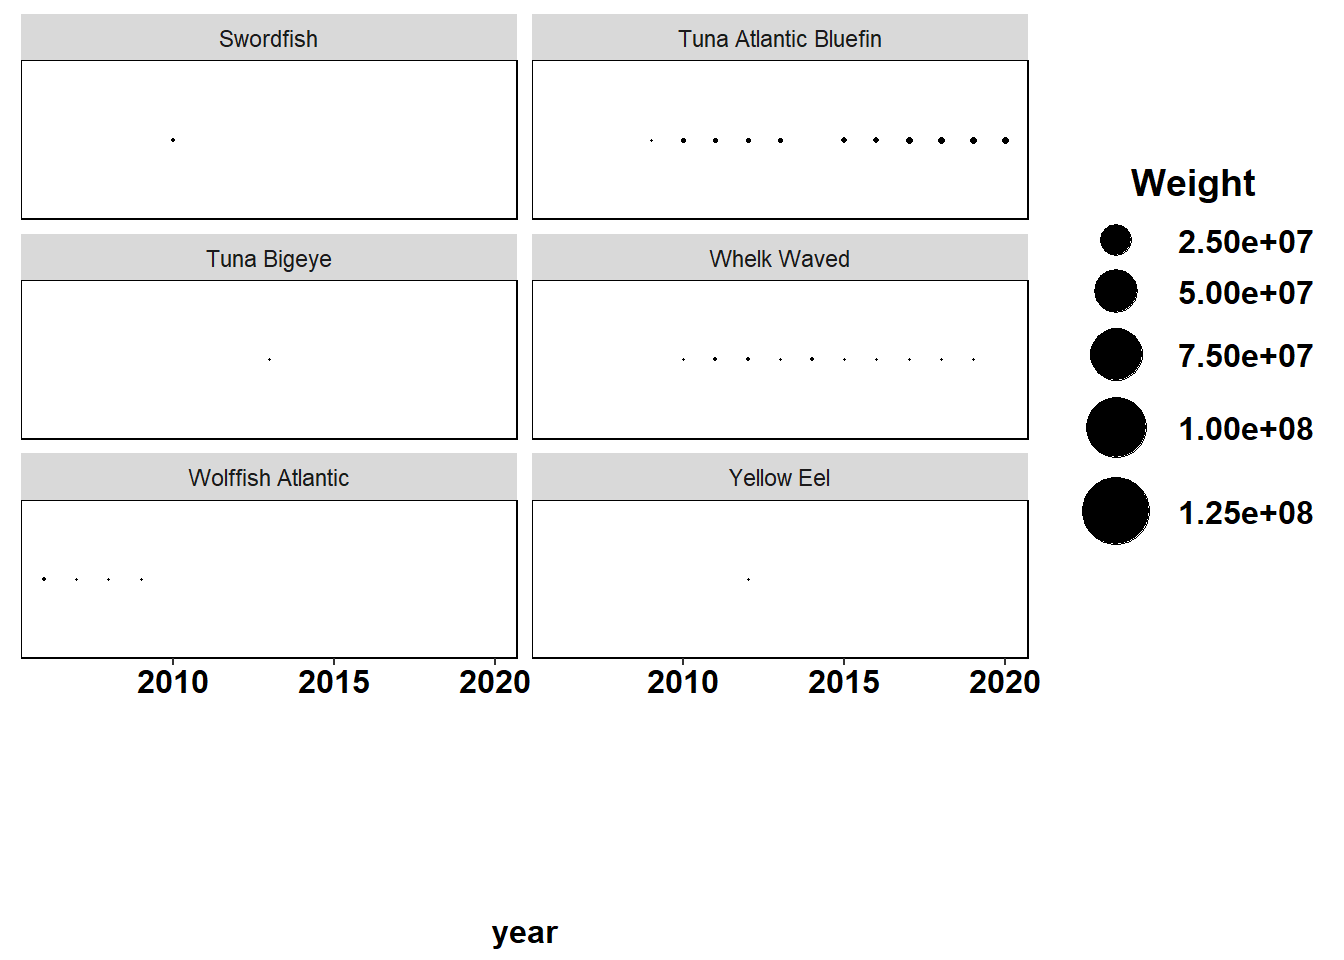 Swordfish
Tuna Atlantic Bluefin
Tuna Bigeye
Whelk Waved
Wolffish Atlantic
Yellow Eel
2010 2015 2020
2010 2015 2020
year
Weight
2.50e+07
5.00e+07
7.50e+07
1.00e+08
1.25e+08